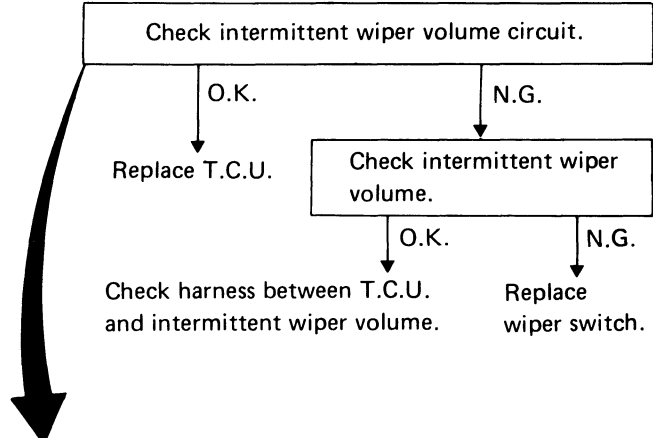 Check intermittent wiper volume circuit.
O.K.
N.G.
Replace T.C.U.
Check intermittent wiper
volume.
O.K.
N.G.
Check harness between T.C.U.
and intermittent wiper volume.
Replace
wiper switch.